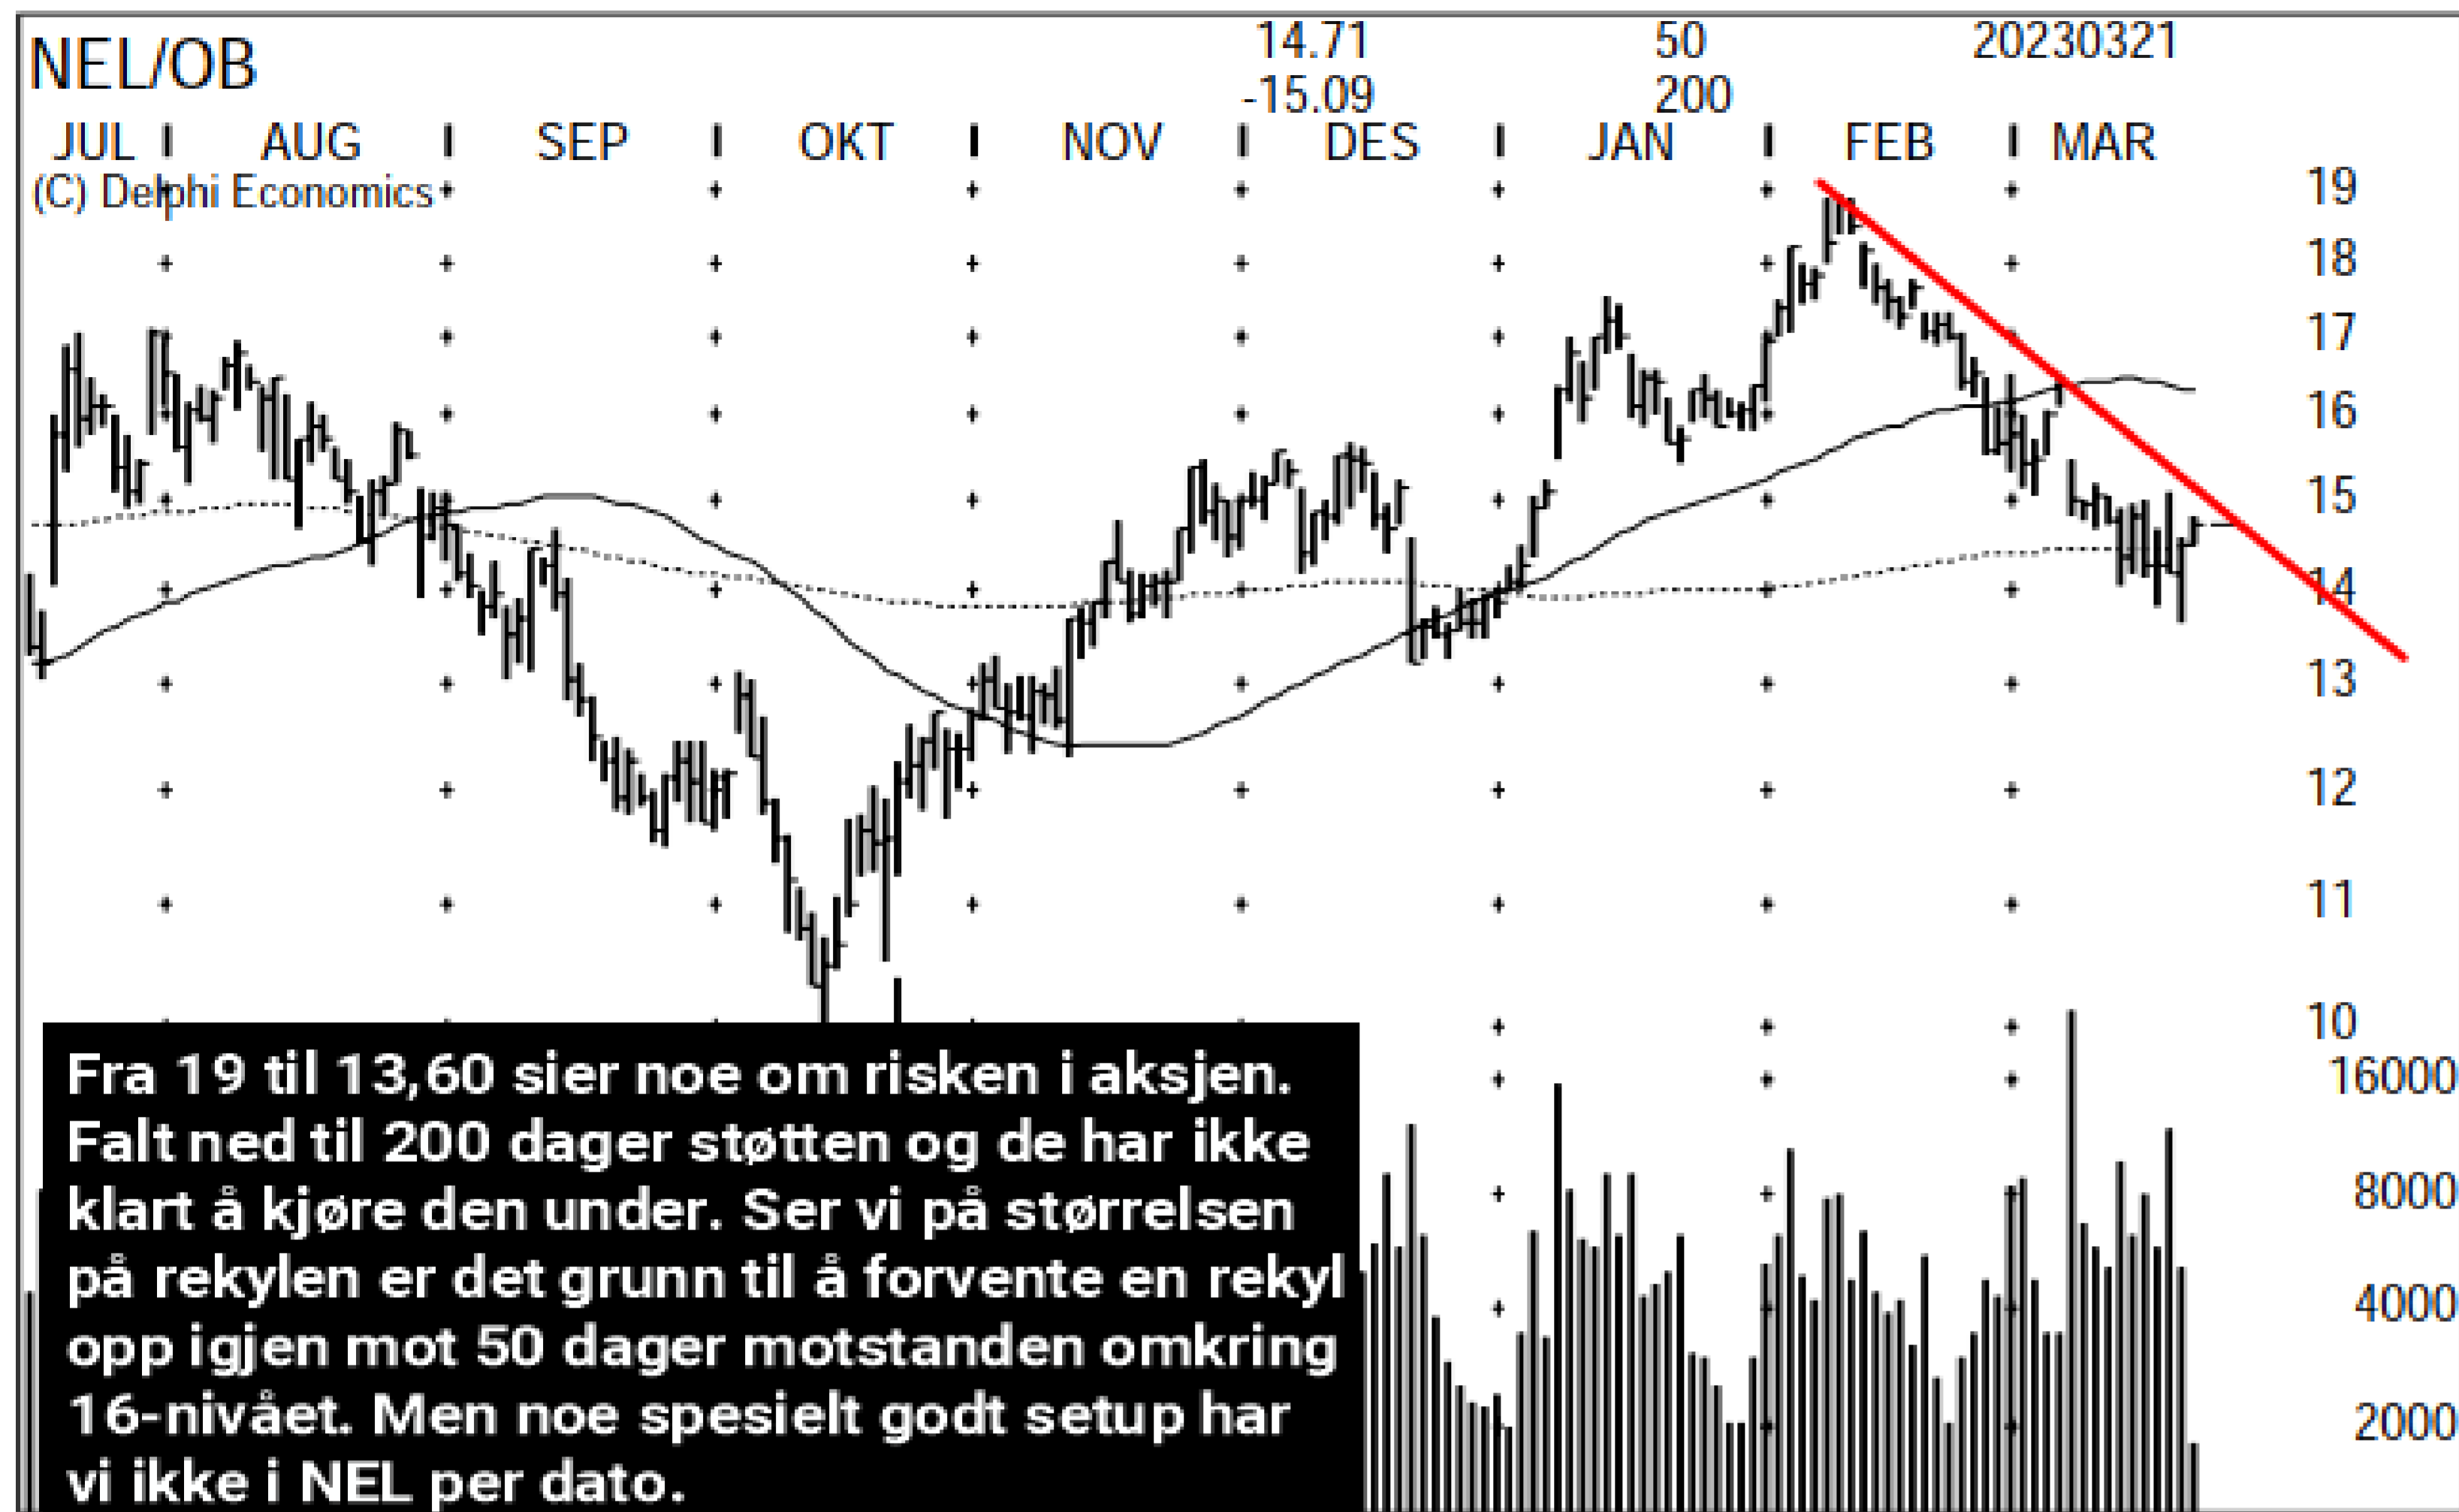 NEL/OB 14.71 50 20230321
-15.09 200
JUL AUG SEP OKT NOV DES JAN FEB MAR
(C) Delphi Economics
19
18
17
16
15
14
13
12
11
10
16000
8000
4000
2000
Fra 19 til 13,60 sier noe om risken i aksjen.
Falt ned til 200 dager støtten og de har ikke
klart å kjøre den under. Ser vi på størrelsen
på rekylen er det grunn til å forvente en rekyl
opp igjen mot 50 dager motstanden omkring
16-nivået. Men noe spesielt godt setup har
vi ikke i NEL per dato.